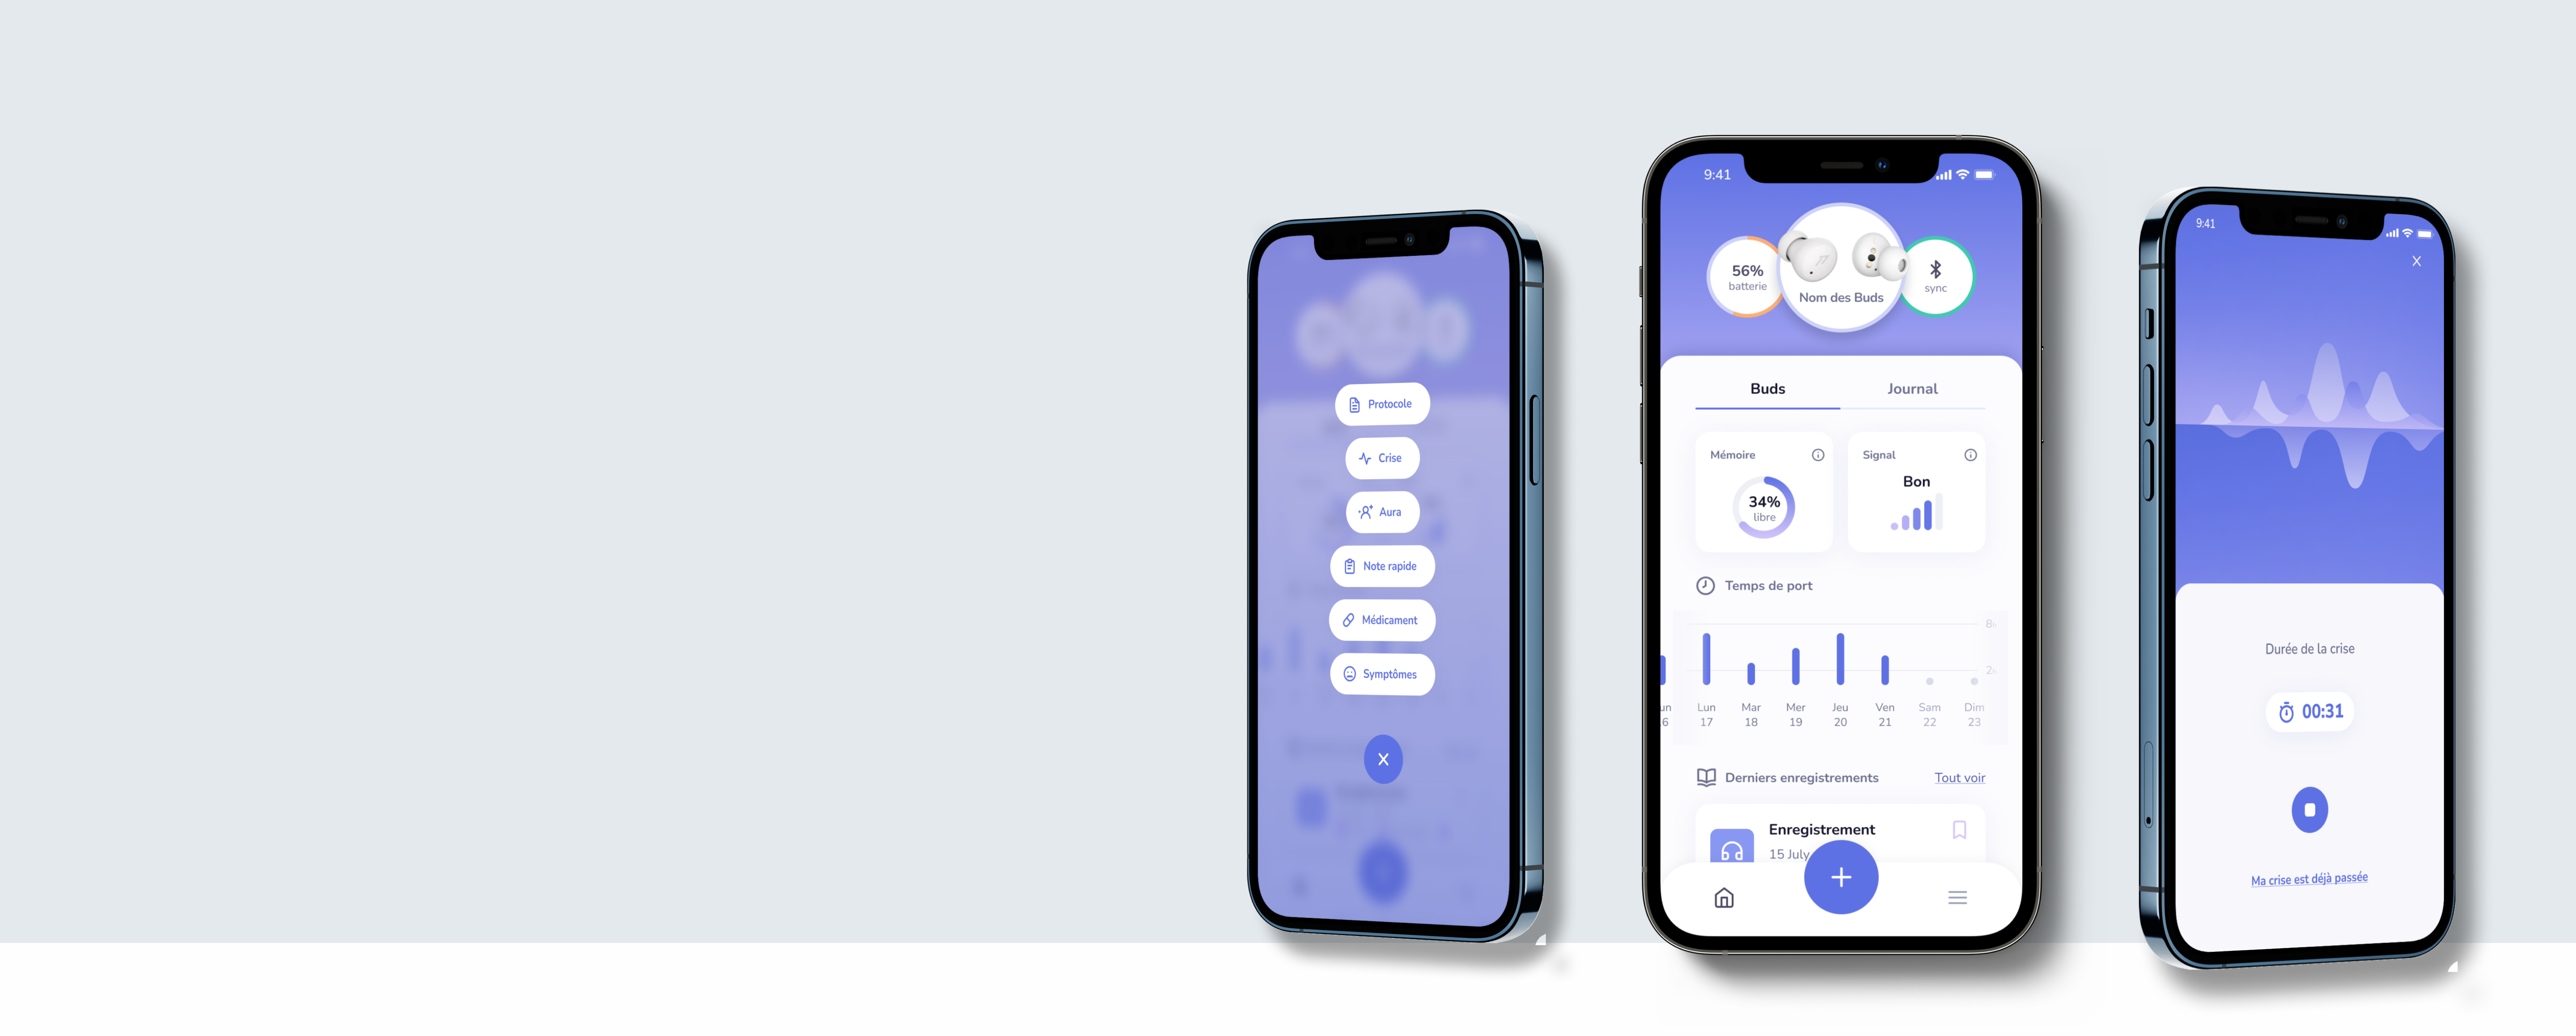 Protocole
Crise
Aura
Note rapide
Médicament
Symptômes
9:41
56%
batterie
Nom des Buds
sync
Buds
Journal
Mémoire
Signal
34%
libre
Bon
Temps de port
8h
2h
un Lun Mar Mer Jeu Ven Sam Dim
6 17 18 19 20 21 22 23
Derniers enregistrements
Tout voir
Enregistrement
15 July
9:41
Durée de la crise
00:31
Ma crise est déjà passée